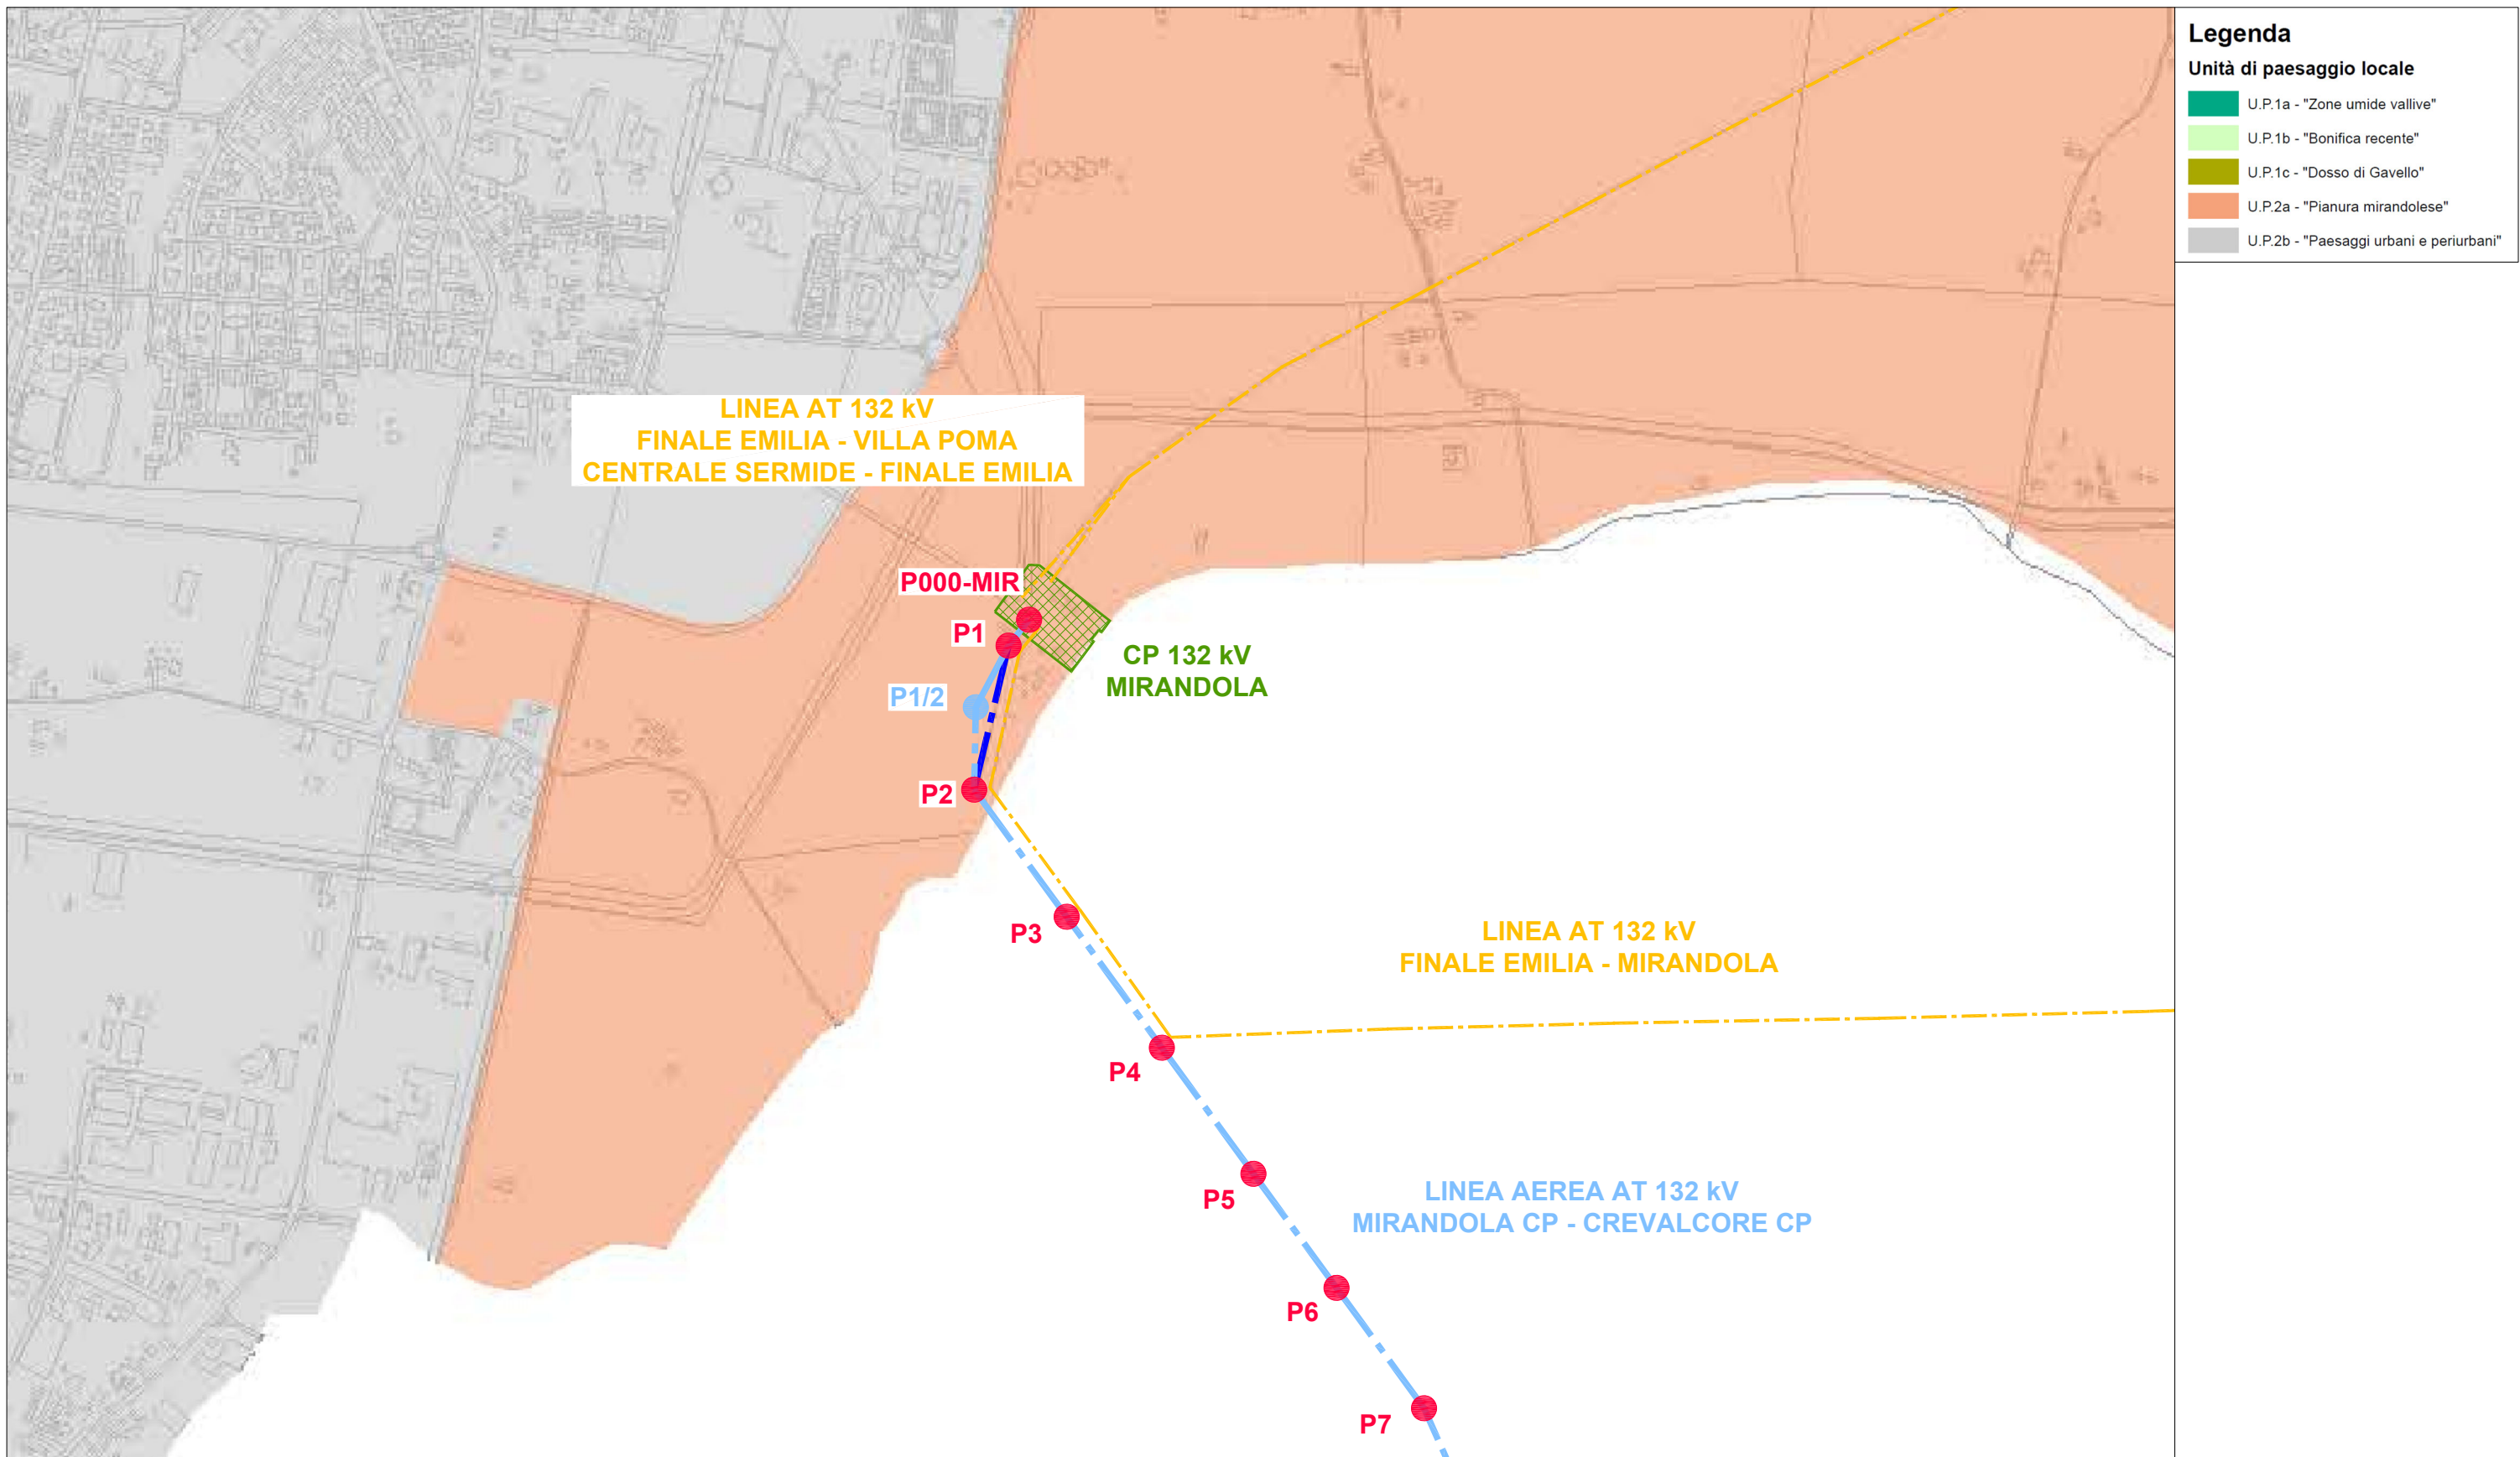 Legenda
Unità di paesaggio locale
U.P.1a - "Zone umide vallive"
U.P.1b - "Bonifica recente"
U.P.1c - "Dosso di Gavello"
U.P.2a - "Pianura mirandolese"
U.P.2b - "Paesaggi urbani e periurbani"
LINEA AT 132 kV
FINALE EMILIA - VILLA POMA
CENTRALE SERMIDE - FINALE EMILIA
P000-MIR
P1
CP 132 kV
MIRANDOLA
P1/2
P2
P3
LINEA AT 132 kV
FINALE EMILIA - MIRANDOLA
P4
P5
LINEA AEREA AT 132 kV
MIRANDOLA CP - CREVALCORE CP
P6
P7